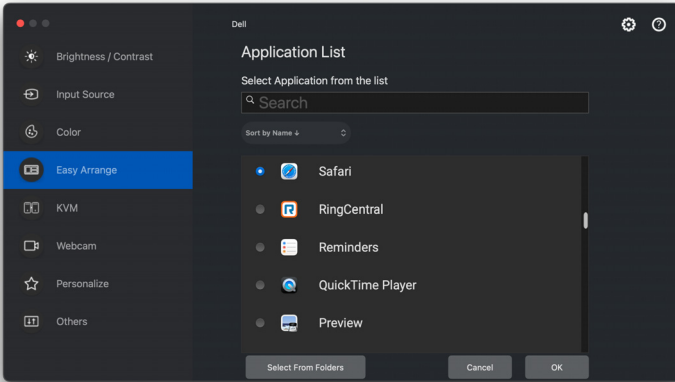 Dell
Brightness / Contrast
Input Source
Color
Easy Arrange
KVM
Webcam
Personalize
Others
Application List
Select Application from the list
Search
Sort by Name ↓
Safari
RingCentral
Reminders
QuickTime Player
Preview
Select From Folders
Cancel
OK